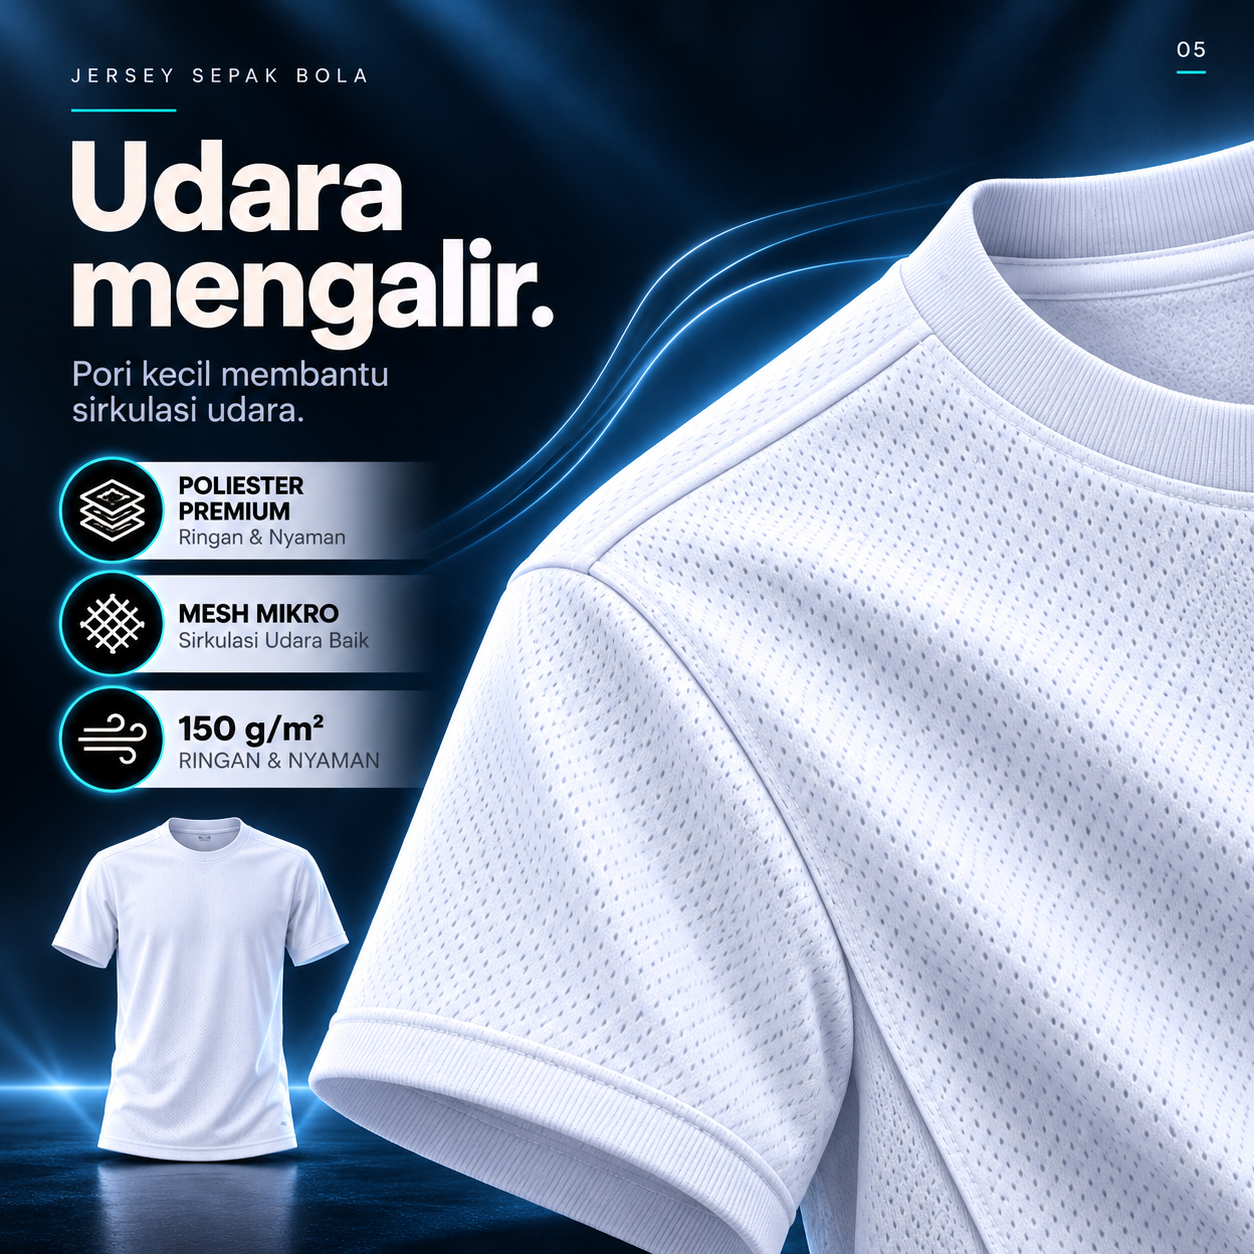 JERSEY SEPAK BOLA
05
Udara
mengalir.
Pori kecil membantu
sirkulasi udara.
POLIESTER
PREMIUM
Ringan & Nyaman
MESH MIKRO
Sirkulasi Udara Baik
150 g/m²
RINGAN & NYAMAN